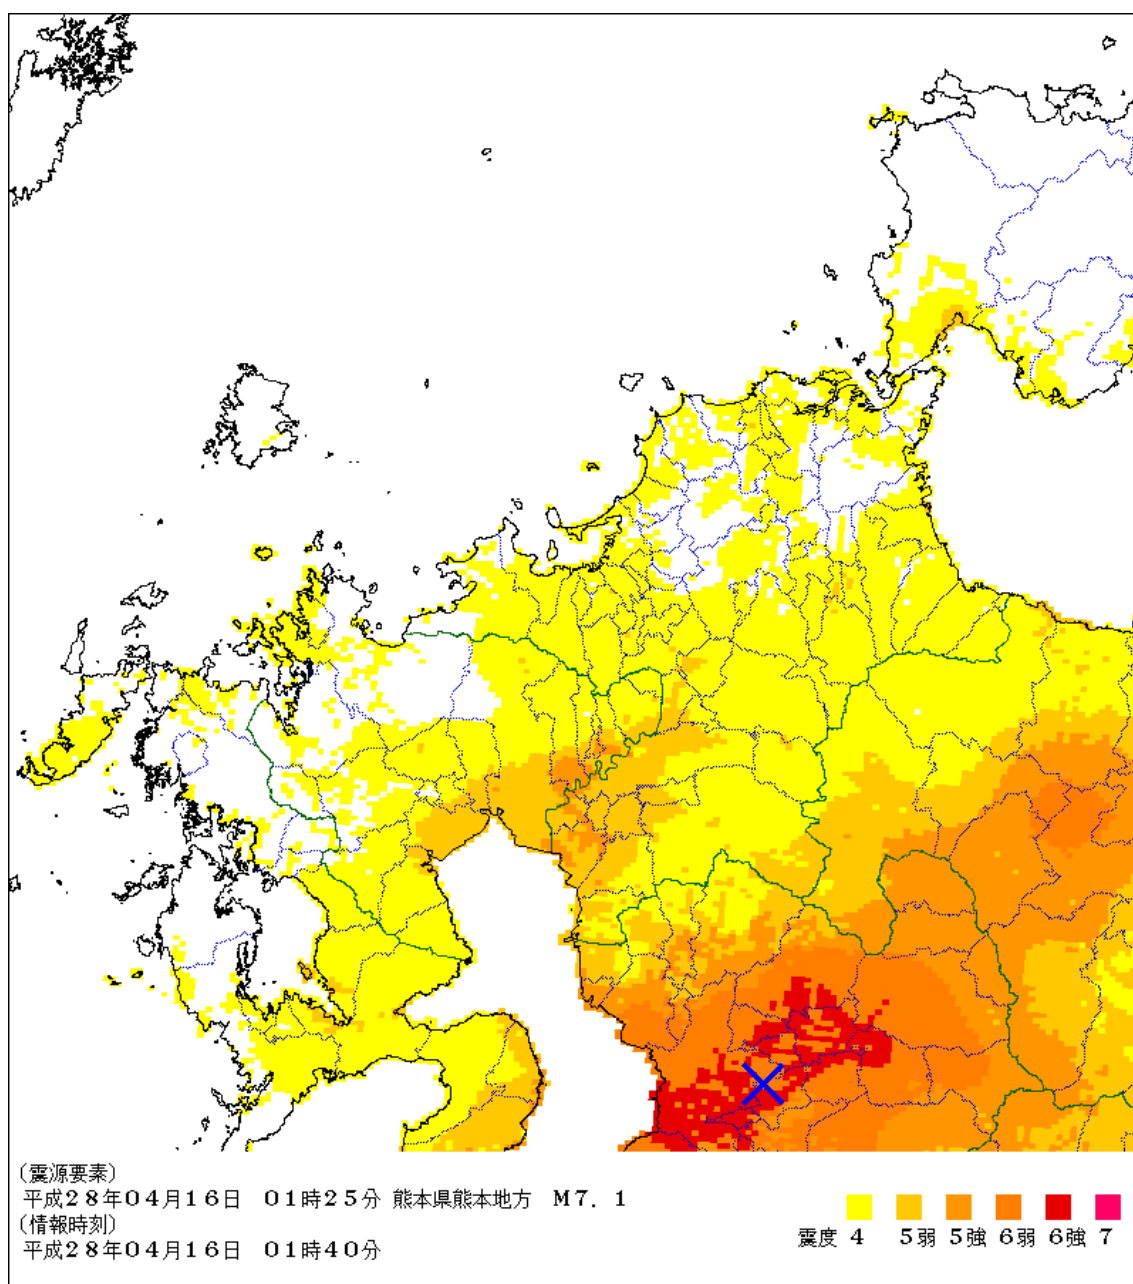 (震源要素)
平成２８年０４月１６日　０１時２５分 熊本県熊本地方　Ｍ７．１
(情報時刻)
平成２８年０４月１６日　０１時４０分
震度 ４ ５弱 ５強 ６弱 ６強 ７